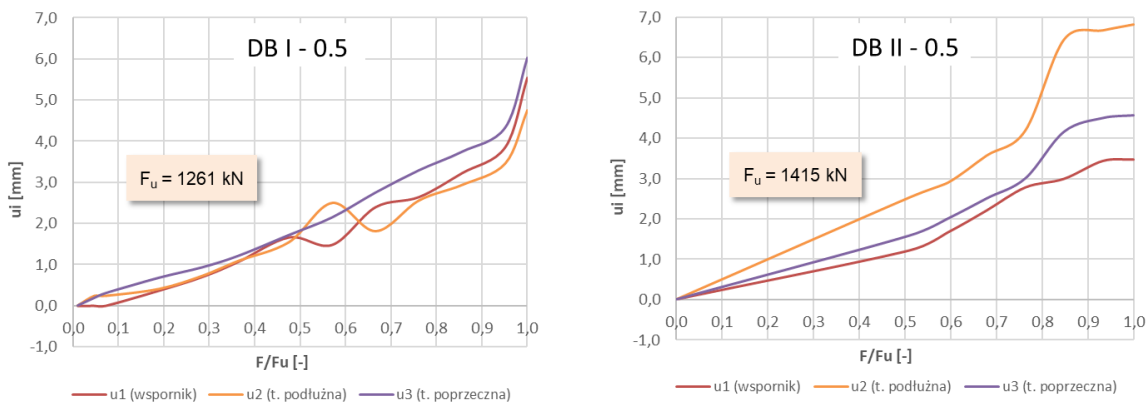 DB I - 0.5
7,0
6,0
5,0
4,0
3,0
2,0
1,0
0,0
-1,0
ui [mm]
Fu = 1261 kN
0,0 0,1 0,2 0,3 0,4 0,5 0,6 0,7 0,8 0,9 1,0
F/Fu [-]
u1 (wspornik) u2 (t. podłużna) u3 (t. poprzeczna)
DB II - 0.5
7,0
6,0
5,0
4,0
3,0
2,0
1,0
0,0
-1,0
ui [mm]
Fu = 1415 kN
0,0 0,1 0,2 0,3 0,4 0,5 0,6 0,7 0,8 0,9 1,0
F/Fu [-]
u1 (wspornik) u2 (t. podłużna) u3 (t. poprzeczna)